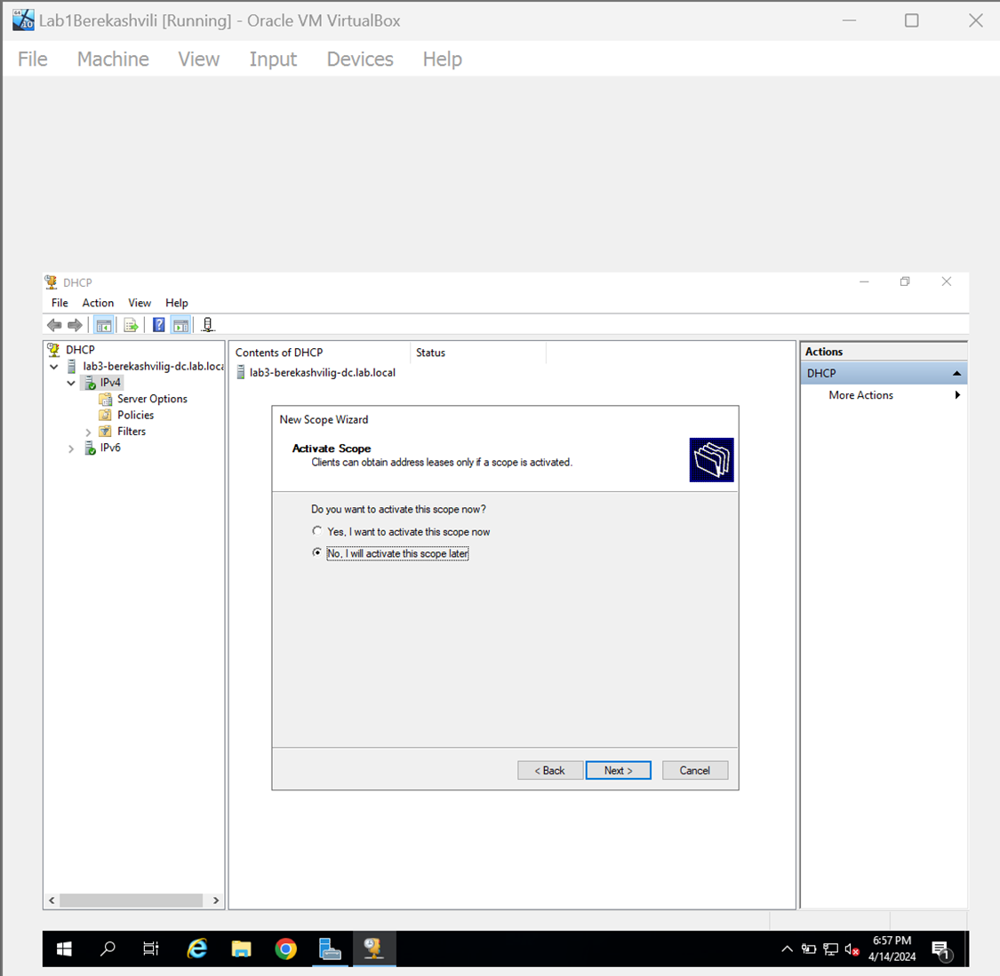 Lab1Berekashvili [Running] - Oracle VM VirtualBox
File Machine View Input Devices Help
DHCP
File Action View Help
DHCP
lab3-berekashvilig-dc.lab.loca
IPv4
Server Options
Policies
Filters
IPv6
Contents of DHCP Status
lab3-berekashvilig-dc.lab.local
Actions
DHCP
More Actions
New Scope Wizard
Activate Scope
Clients can obtain address leases only if a scope is activated.
Do you want to activate this scope now?
Yes, I want to activate this scope now
No, I will activate this scope later
< Back Next > Cancel
6:57 PM
4/14/2024
1